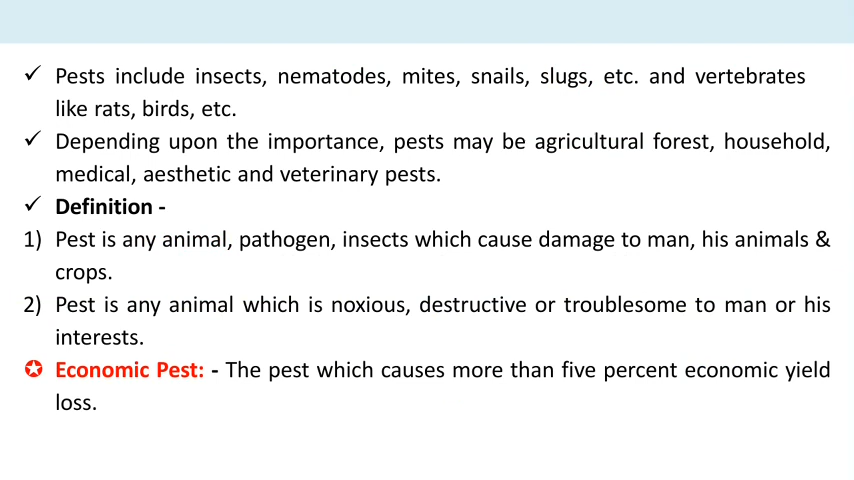 ✓ Pests include insects, nematodes, mites, snails, slugs, etc. and vertebrates
like rats, birds, etc.
✓ Depending upon the importance, pests may be agricultural forest, household,
medical, aesthetic and veterinary pests.
✓ Definition -
1) Pest is any animal, pathogen, insects which cause damage to man, his animals &
crops.
2) Pest is any animal which is noxious, destructive or troublesome to man or his
interests.
✪ Economic Pest: - The pest which causes more than five percent economic yield
loss.